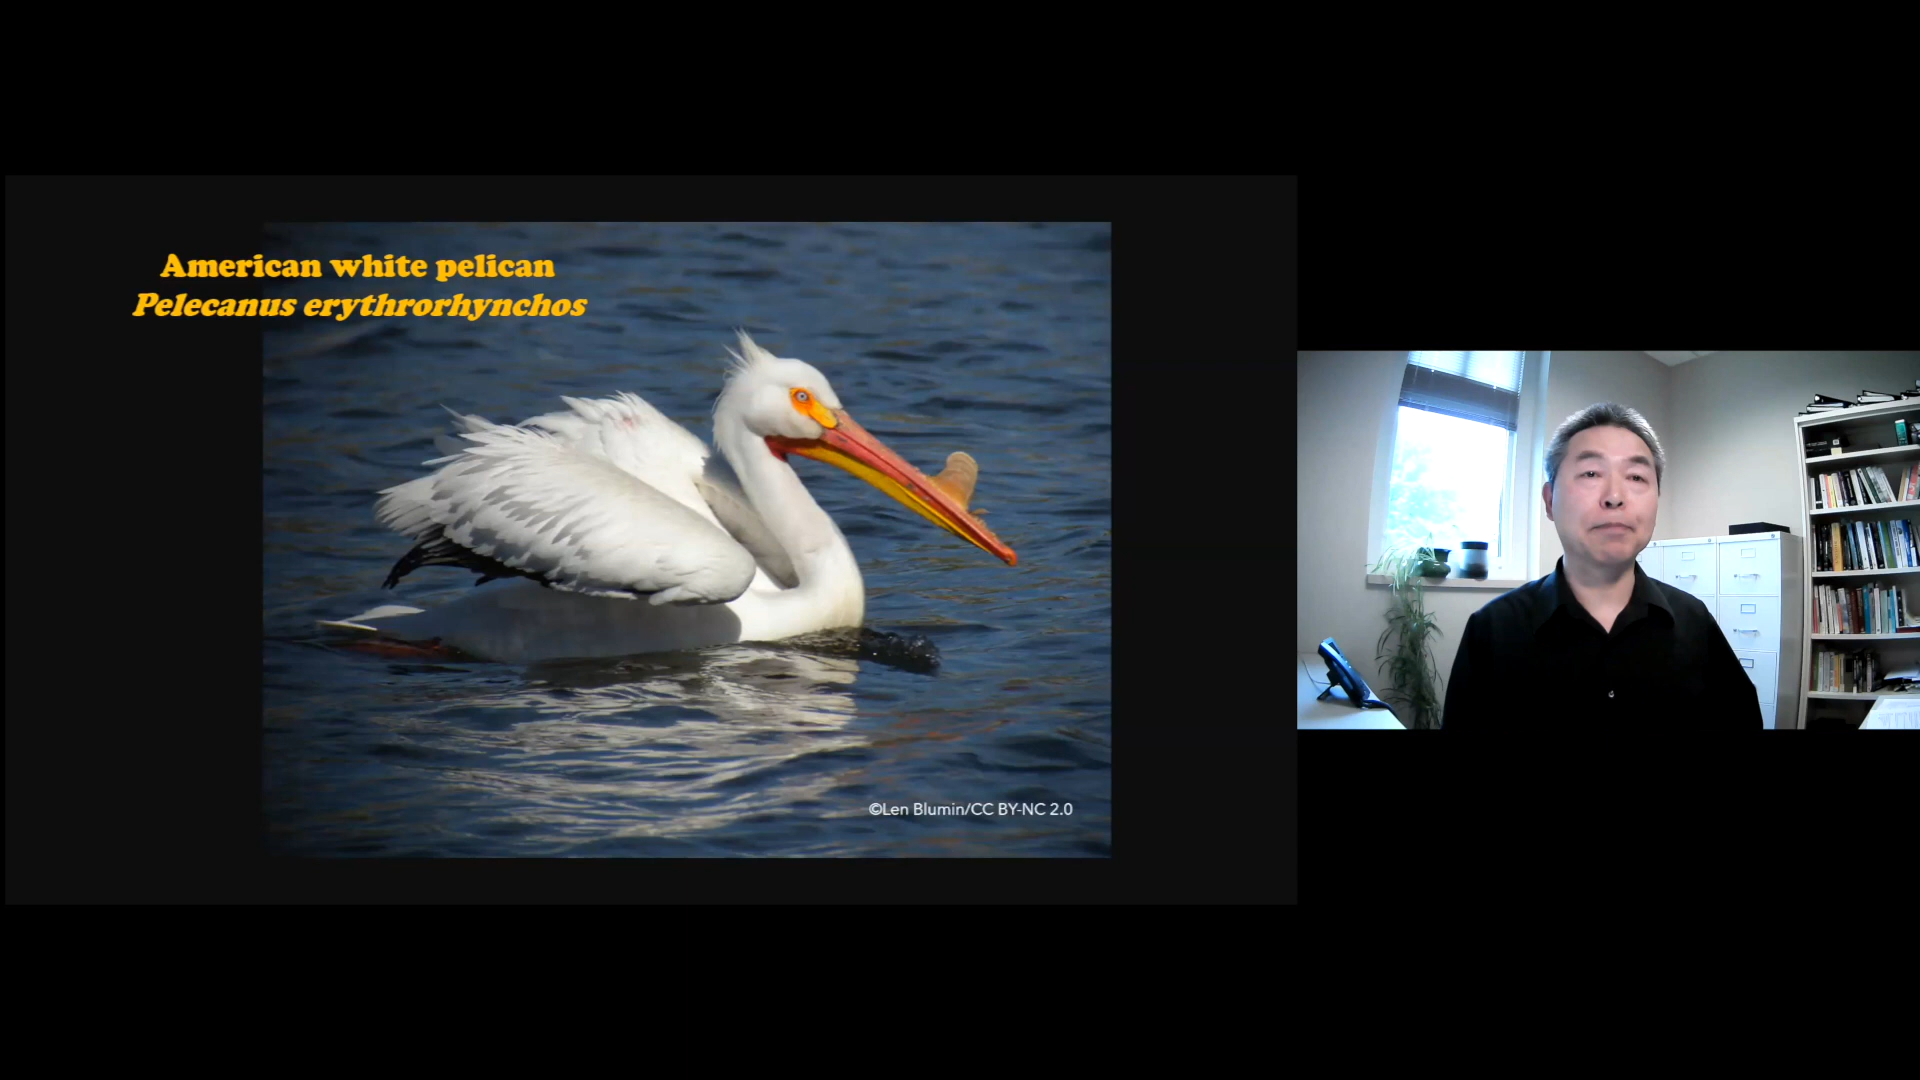 American white pelican
Pelecanus erythrorhynchos
©Len Blumin/CC BY-NC 2.0